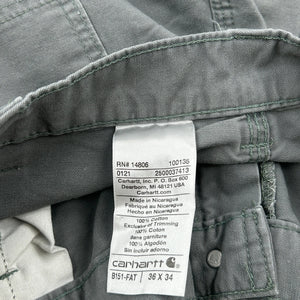 RN# 14806 100136
0121 2500037413
Carhartt, Inc. P.O. Box 600
Dearborn, MI 48121 USA
Carhartt.com
Made in Nicaragua
Fabriqué au Nicaragua
Hecho en Nicaragua
100% Cotton
Exclusive of Trimming
100% Coton
sans garniture
100% Algodón
Sin incluir adorno
carhartt
B151-FAT 36 X 34